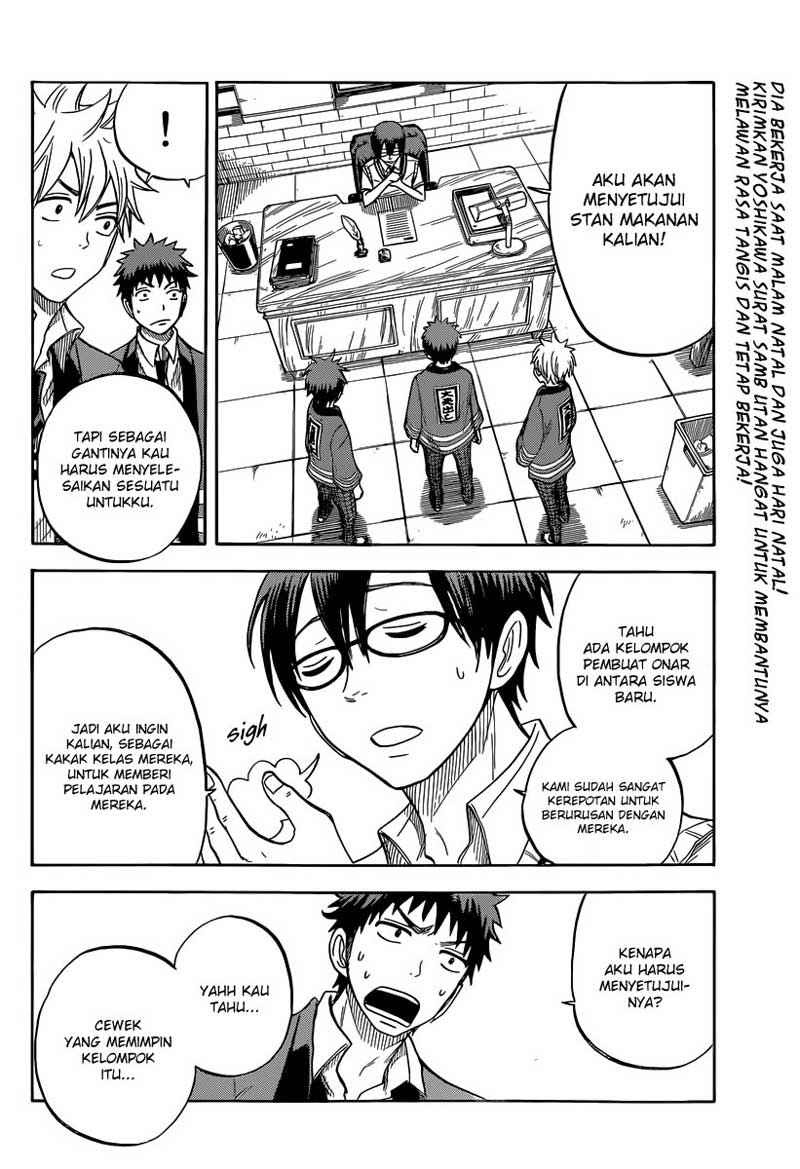 DIA BEKERJA SAAT MALAM NATAL DAN JUGA HARI NATAL!
KIRIMKAN YOSHIKAWA SURAT SAMBUTAN HANGAT UNTUK MEMBANTUNYA
MELAWAN RASA TANGIS DAN TETAP BEKERJA!
AKU AKAN
MENYETUJUI
STAN MAKANAN
KALIAN!
!
TAPI SEBAGAI
GANTINYA KAU
HARUS MENYELE-
SAIKAN SESUATU
UNTUKKU.
TAHU
ADA KELOMPOK
PEMBUAT ONAR
DI ANTARA SISWA
BARU.
KAMI SUDAH SANGAT
KEREPOTAN UNTUK
BERURUSAN DENGAN
MEREKA.
sigh
JADI AKU INGIN
KALIAN, SEBAGAI
KAKAK KELAS MEREKA,
UNTUK MEMBERI
PELAJARAN PADA
MEREKA.
KENAPA
AKU HARUS
MENYETUJUI-
NYA?
YAHH KAU
TAHU...
CEWEK
YANG MEMIMPIN
KELOMPOK
ITU...